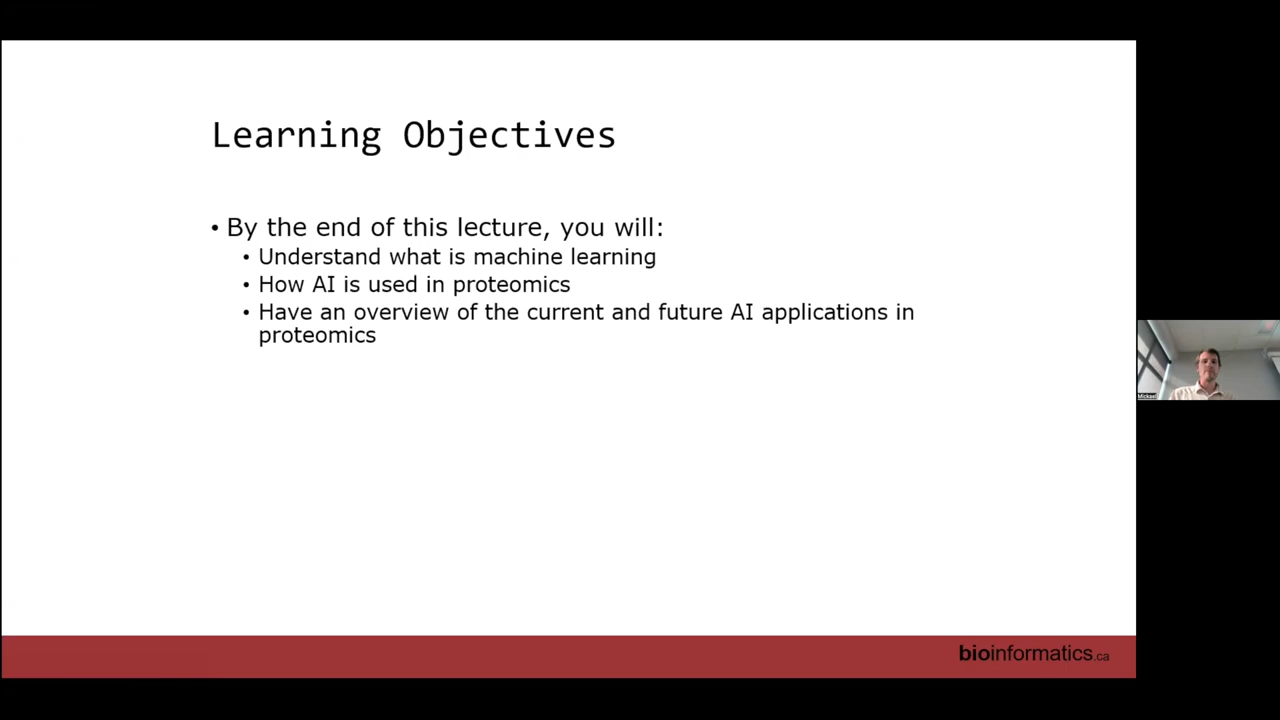 Learning Objectives
• By the end of this lecture, you will:
• Understand what is machine learning
• How AI is used in proteomics
• Have an overview of the current and future AI applications in
proteomics
Mickael
bioinformatics.ca